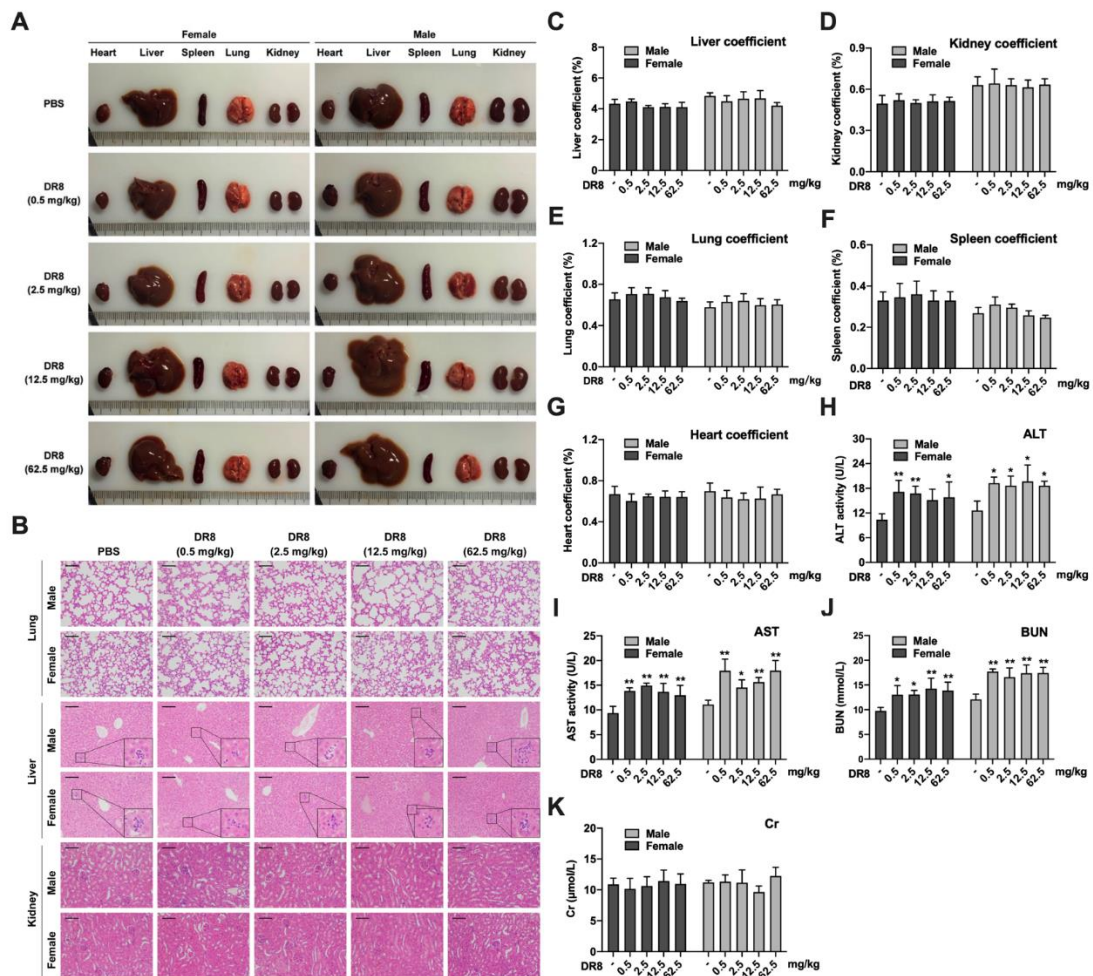 A
Female Male
Heart Liver Spleen Lung Kidney Heart Liver Spleen Lung Kidney
PBS
DR8
(0.5 mg/kg)
DR8
(2.5 mg/kg)
DR8
(12.5 mg/kg)
DR8
(62.5 mg/kg)
B
PBS DR8 (0.5 mg/kg) DR8 (2.5 mg/kg) DR8 (12.5 mg/kg) DR8 (62.5 mg/kg)
Lung
Male
Female
Liver
Male
Female
Kidney
Male
Female
C
Liver coefficient
Male
Female
Liver coefficient (%)
8
6
4
2
0
DR8 - 0.5 2.5 12.5 62.5 - 0.5 2.5 12.5 62.5 mg/kg
D
Kidney coefficient
Male
Female
Kidney coefficient (%)
0.9
0.6
0.3
0.0
DR8 - 0.5 2.5 12.5 62.5 - 0.5 2.5 12.5 62.5
E
Lung coefficient
Male
Female
Lung coefficient (%)
1.2
0.8
0.4
0.0
DR8 - 0.5 2.5 12.5 62.5 - 0.5 2.5 12.5 62.5 mg/kg
F
Spleen coefficient
Male
Female
Spleen coefficient (%)
0.6
0.4
0.2
0.0
DR8 - 0.5 2.5 12.5 62.5 - 0.5 2.5 12.5 62.5
G
Heart coefficient
Male
Female
Heart coefficient (%)
1.2
0.9
0.6
0.3
0.0
DR8 - 0.5 2.5 12.5 62.5 - 0.5 2.5 12.5 62.5 mg/kg
H
ALT
Male
Female
ALT activity (U/L)
30
24
18
12
6
0
** ** * * * * *
DR8 - 0.5 2.5 12.5 62.5 - 0.5 2.5 12.5 62.5
I
AST
Male
Female
AST activity (U/L)
25
20
15
10
5
0
** ** ** ** ** * ** **
DR8 - 0.5 2.5 12.5 62.5 - 0.5 2.5 12.5 62.5 mg/kg
J
BUN
Male
Female
BUN (mmol/L)
25
20
15
10
5
0
* * ** ** ** ** ** **
DR8 - 0.5 2.5 12.5 62.5 - 0.5 2.5 12.5 62.5
K
Cr
Male
Female
Cr (μmol/L)
20
15
10
5
0
DR8 - 0.5 2.5 12.5 62.5 - 0.5 2.5 12.5 62.5 mg/kg